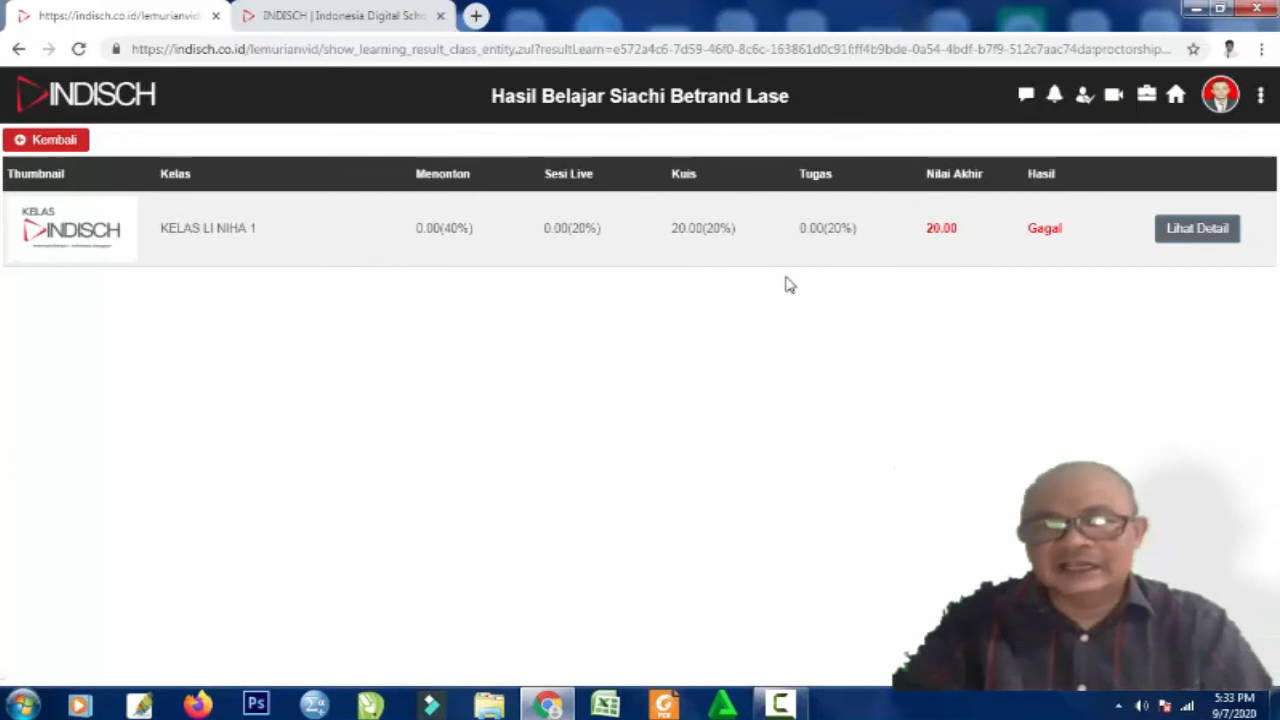 https://indisch.co.id/lemurianvid/
INDISCH | Indonesia Digital Scho
https://indisch.co.id/lemurianvid/show_learning_result_class_entity.zul?resultLearn=e572a4c6-7d59-46f0-8c6c-163861d0c91f;ff4b9bde-0a54-4bdf-b7f9-512c7aac74da;proctorship...
INDISCH
Hasil Belajar Siachi Betrand Lase
Kembali
Thumbnail Kelas Menonton Sesi Live Kuis Tugas Nilai Akhir Hasil
KELAS
INDISCH
KELAS LI NIHA 1 0.00(40%) 0.00(20%) 20.00(20%) 0.00(20%) 20.00 Gagal Lihat Detail
Ps
PDF
5:33 PM
9/7/2020